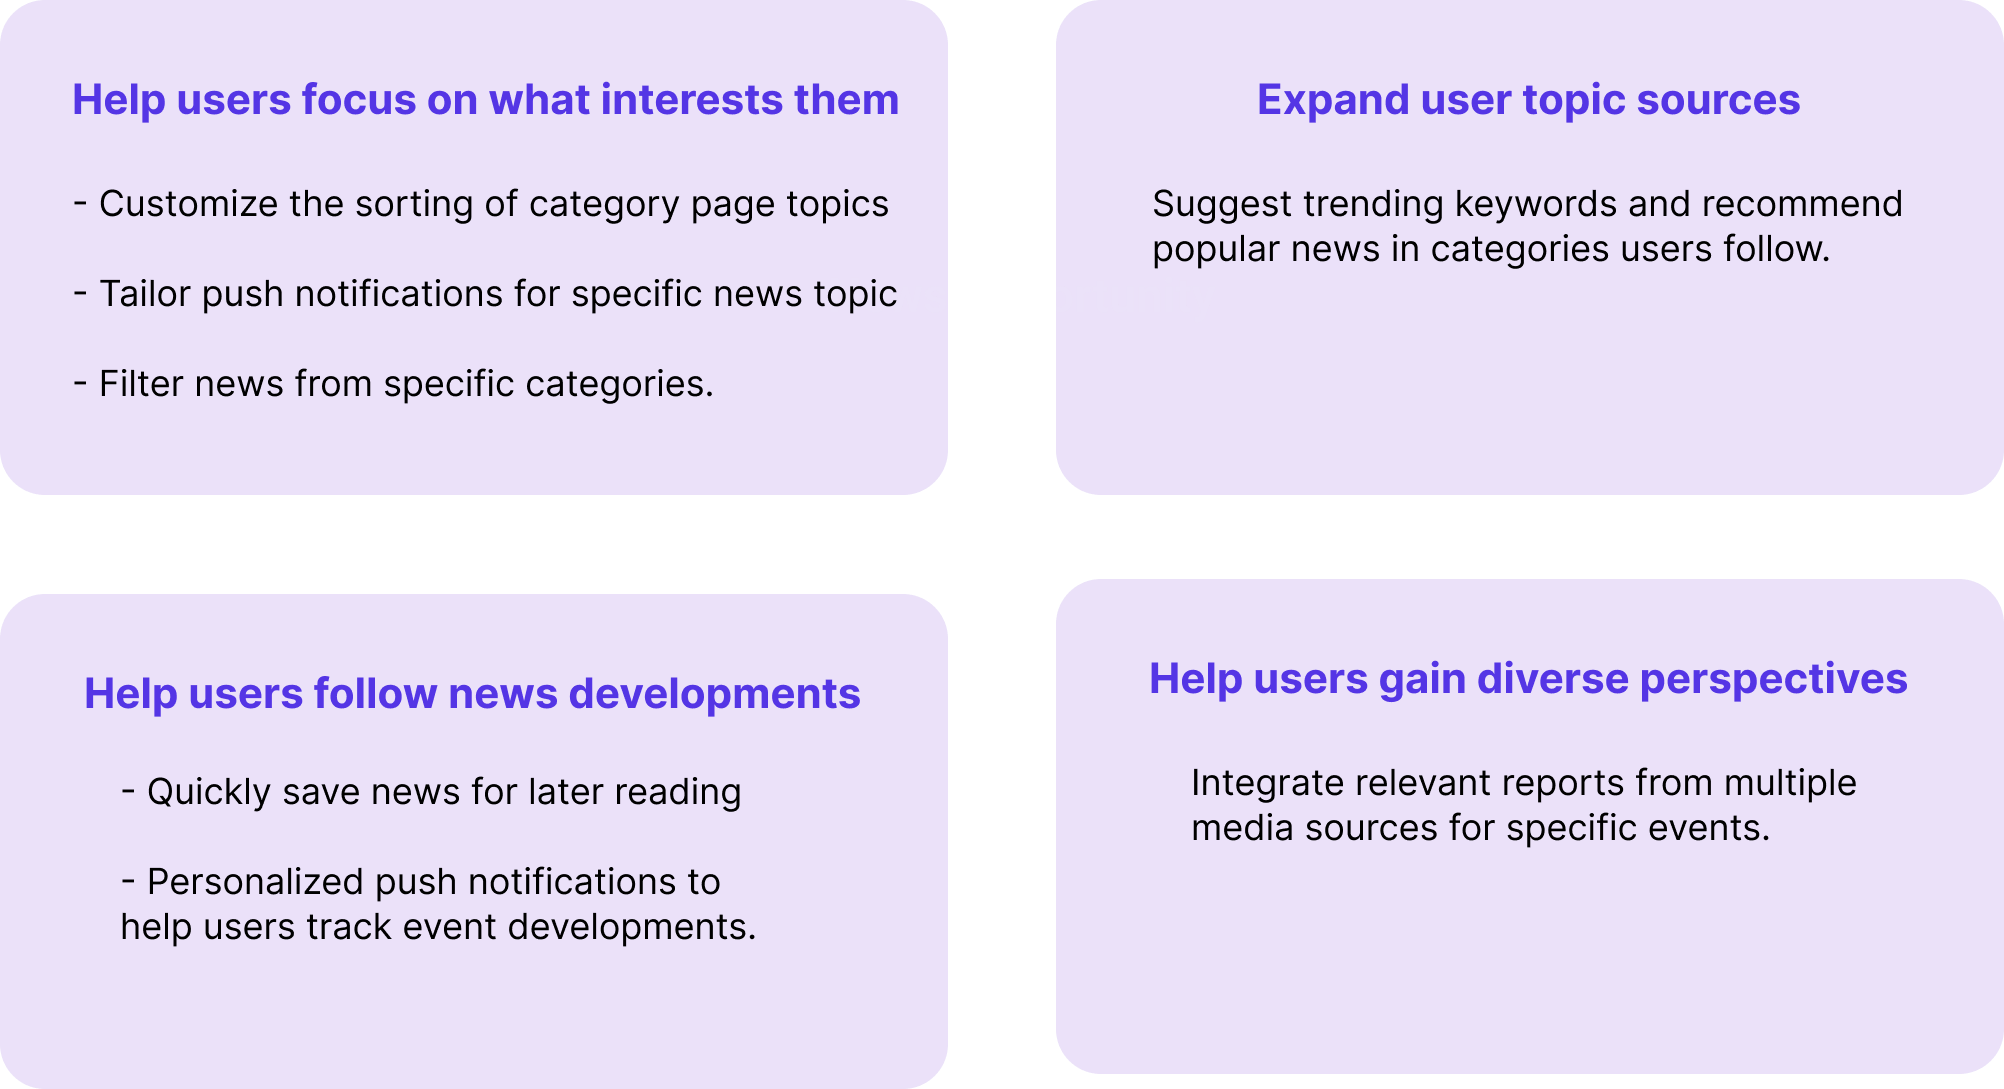 Help users focus on what interests them
- Customize the sorting of category page topics
- Tailor push notifications for specific news topic
- Filter news from specific categories.
Expand user topic sources
Suggest trending keywords and recommend
popular news in categories users follow.
Help users follow news developments
- Quickly save news for later reading
- Personalized push notifications to
help users track event developments.
Help users gain diverse perspectives
Integrate relevant reports from multiple
media sources for specific events.